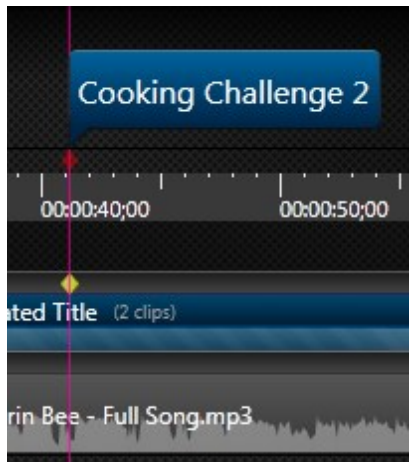 Cooking Challenge 2
00:00:40;00 00:00:50;00
ated Title (2 clips)
rin Bee - Full Song.mp3